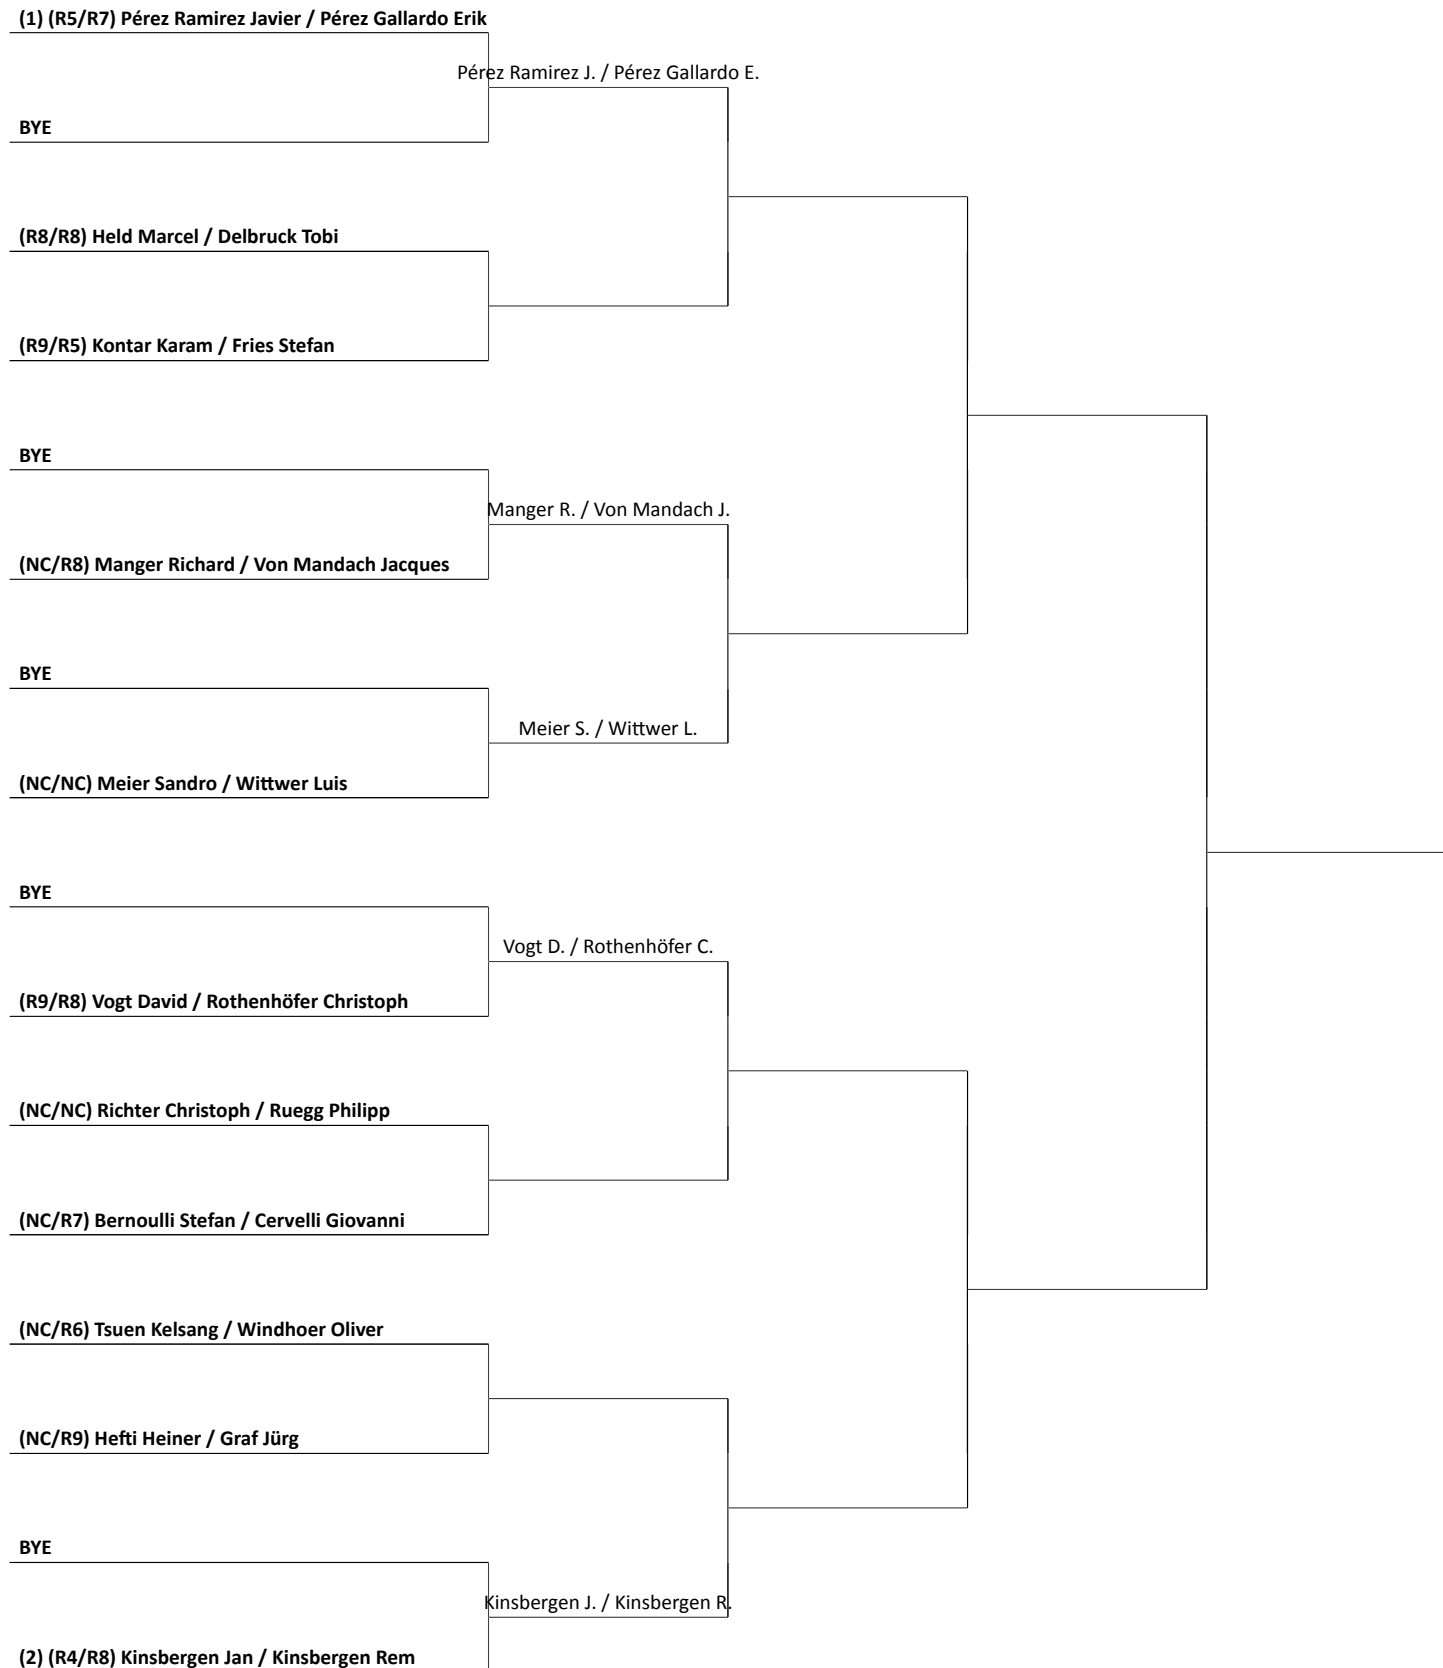 (1) (R5/R7) Pérez Ramirez Javier / Pérez Gallardo Erik
Pérez Ramirez J. / Pérez Gallardo E.
BYE
(R8/R8) Held Marcel / Delbruck Tobi
(R9/R5) Kontar Karam / Fries Stefan
BYE
Manger R. / Von Mandach J.
(NC/R8) Manger Richard / Von Mandach Jacques
BYE
Meier S. / Wittwer L.
(NC/NC) Meier Sandro / Wittwer Luis
BYE
Vogt D. / Rothenhöfer C.
(R9/R8) Vogt David / Rothenhöfer Christoph
(NC/NC) Richter Christoph / Ruegg Philipp
(NC/R7) Bernoulli Stefan / Cervelli Giovanni
(NC/R6) Tsuen Kelsang / Windhoer Oliver
(NC/R9) Hefti Heiner / Graf Jürg
BYE
Kinsbergen J. / Kinsbergen R.
(2) (R4/R8) Kinsbergen Jan / Kinsbergen Rem